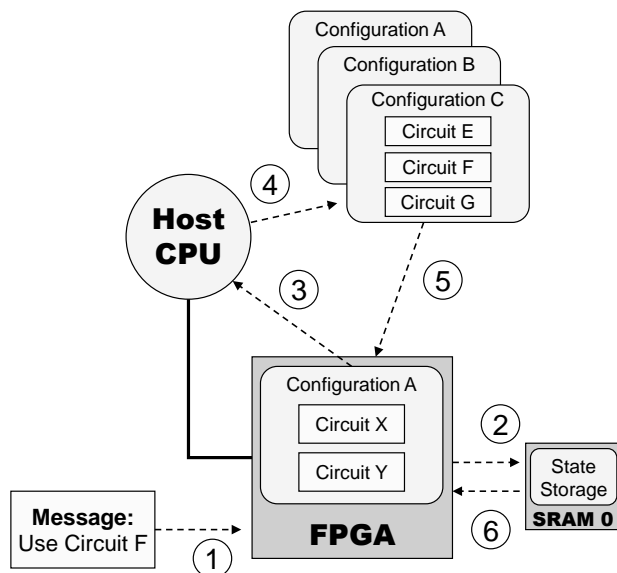 Configuration A
Configuration B
Configuration C
Circuit E
Circuit F
Circuit G
4
Host
CPU
3
5
Configuration A
Circuit X
Circuit Y
FPGA
2
State
Storage
SRAM 0
6
Message:
Use Circuit F
1